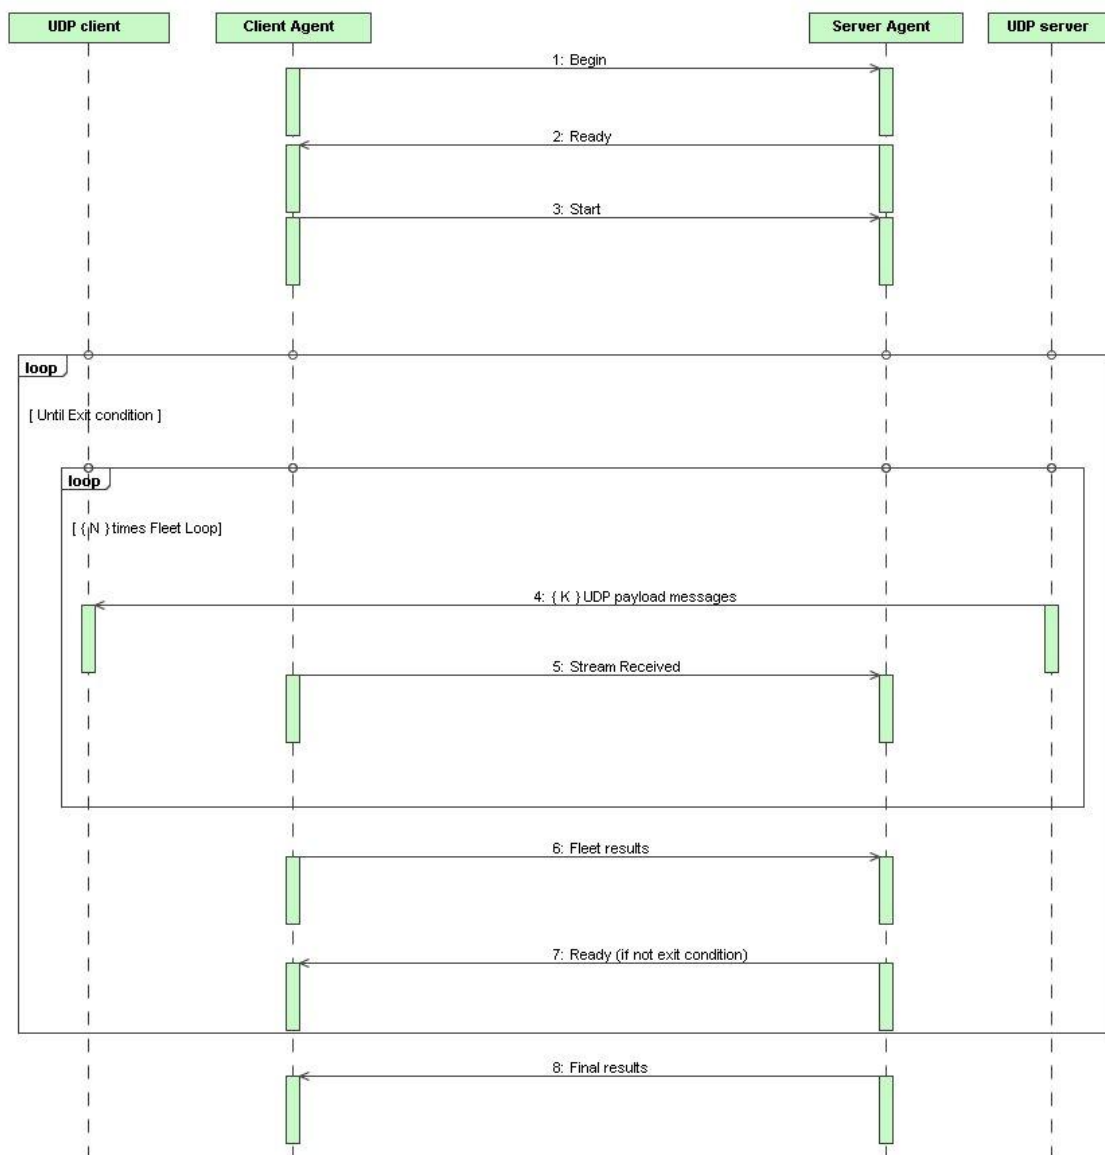 UDP client
Client Agent
Server Agent
UDP server
1: Begin
2: Ready
3: Start
loop
[ Until Exit condition ]
loop
[ { N } times Fleet Loop]
4: { K } UDP payload messages
5: Stream Received
6: Fleet results
7: Ready (if not exit condition)
8: Final results